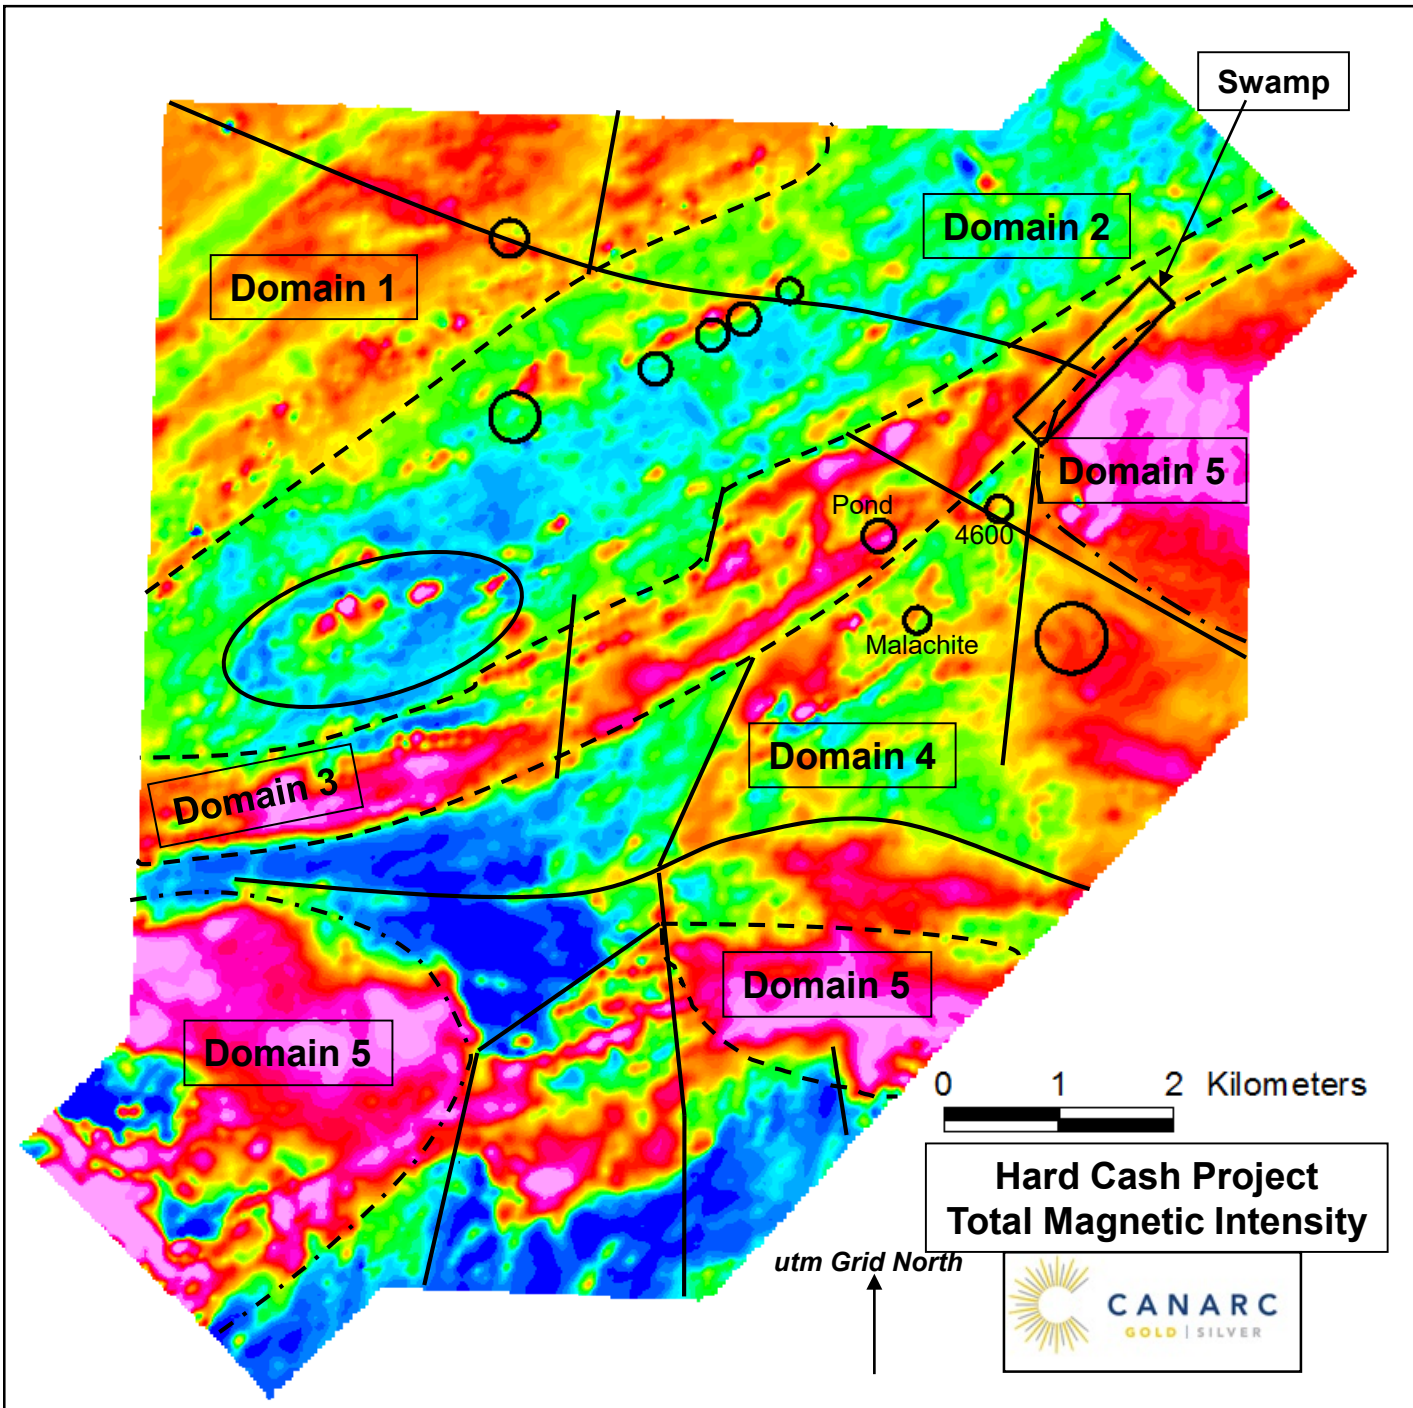 Swamp
Domain 2
Domain 1
Domain 5
Pond
4600
Malachite
Domain 4
Domain 3
Domain 5
Domain 5
0 1 2 Kilometers
Hard Cash Project
Total Magnetic Intensity
utm Grid North
CANARC
GOLD | SILVER